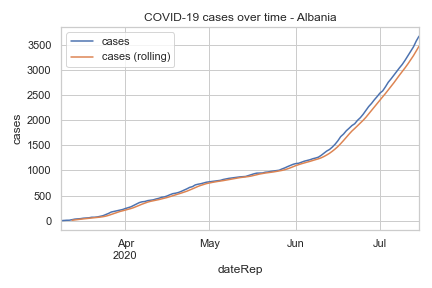 COVID-19 cases over time - Albania
cases
cases (rolling)
3500
3000
2500
2000
1500
1000
500
0
cases
Apr
2020
May
Jun
Jul
dateRep